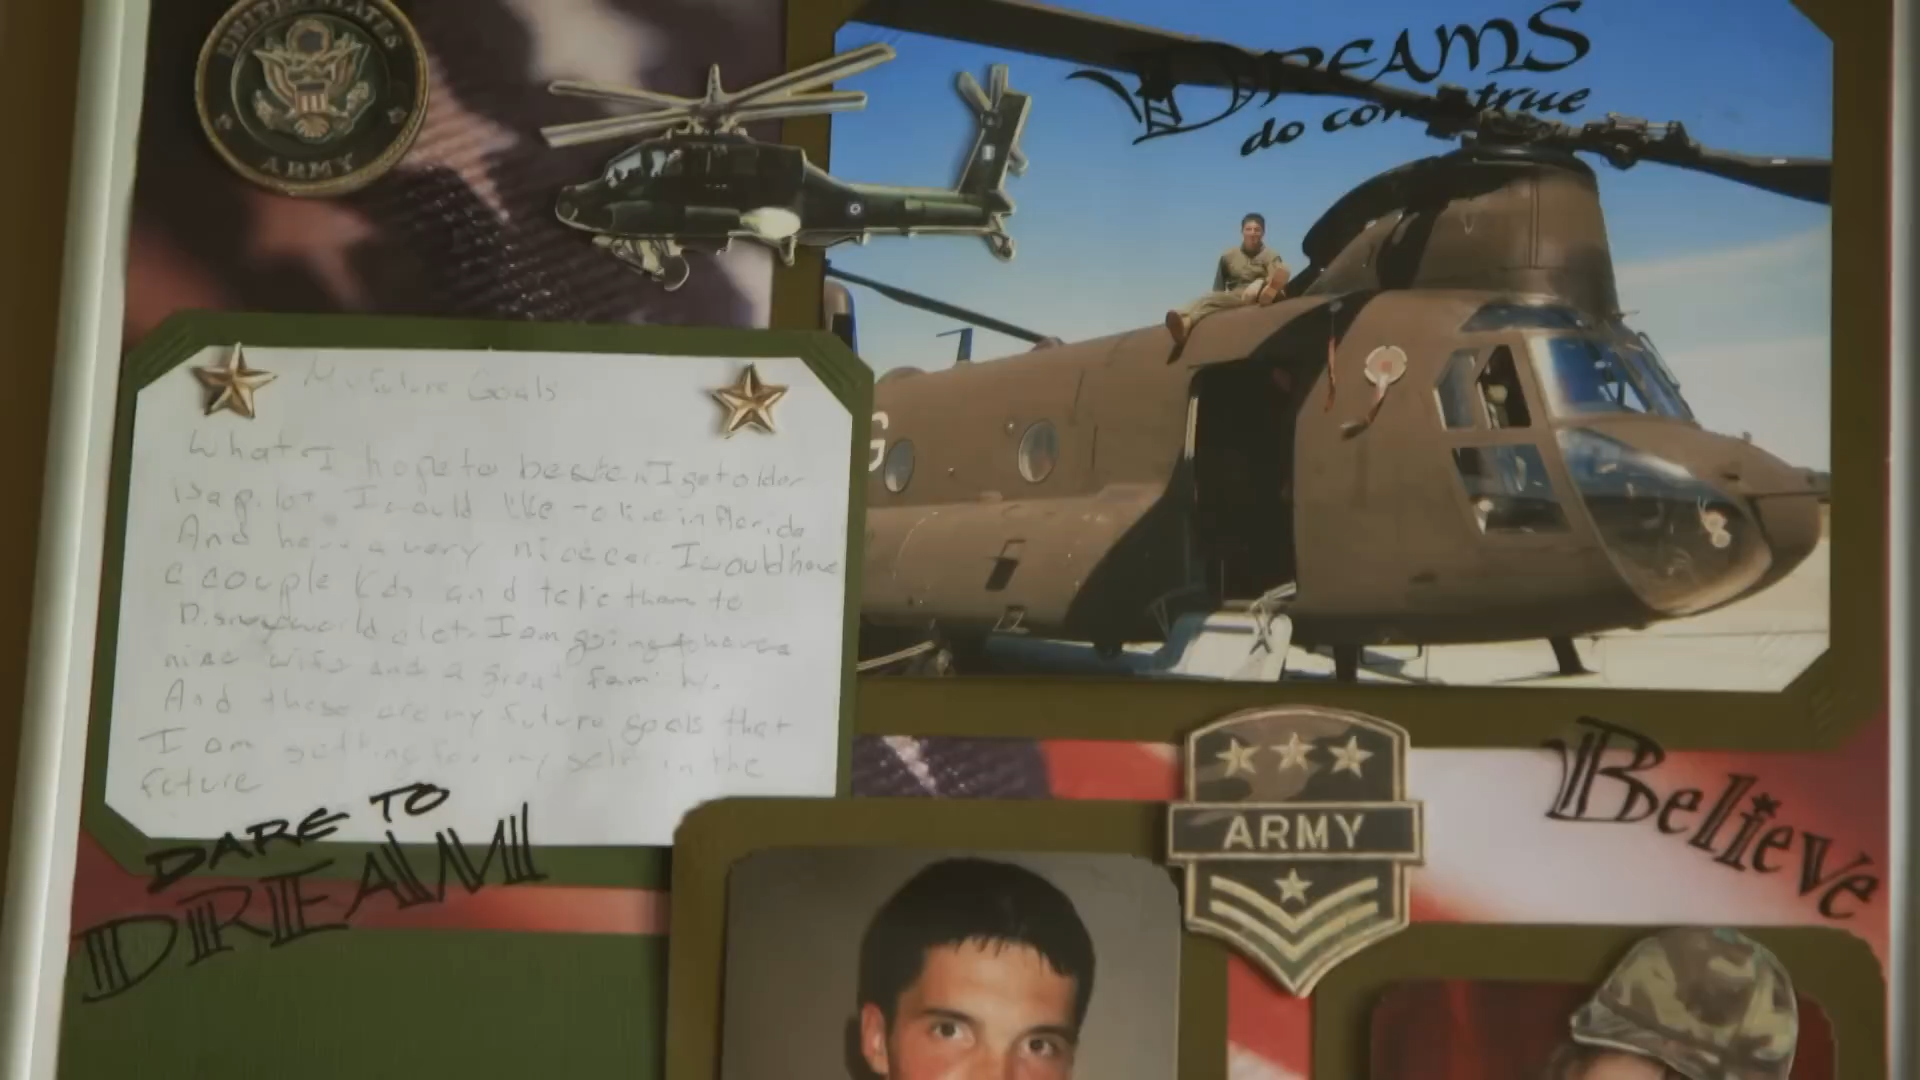 UNITED STATES
ARMY
DREAMS
do come true
My future Goals
What I hope to be when I get older
is a pilot I would like to live in florida
And have a very nice car. I would have
a couple kds and take them to
Disneyworld alot. I am going to have a
nice wife and a great family.
And these are my future goals that
I am setting for my self in the
future
DARE TO
DREAM
G
ARMY
Believe